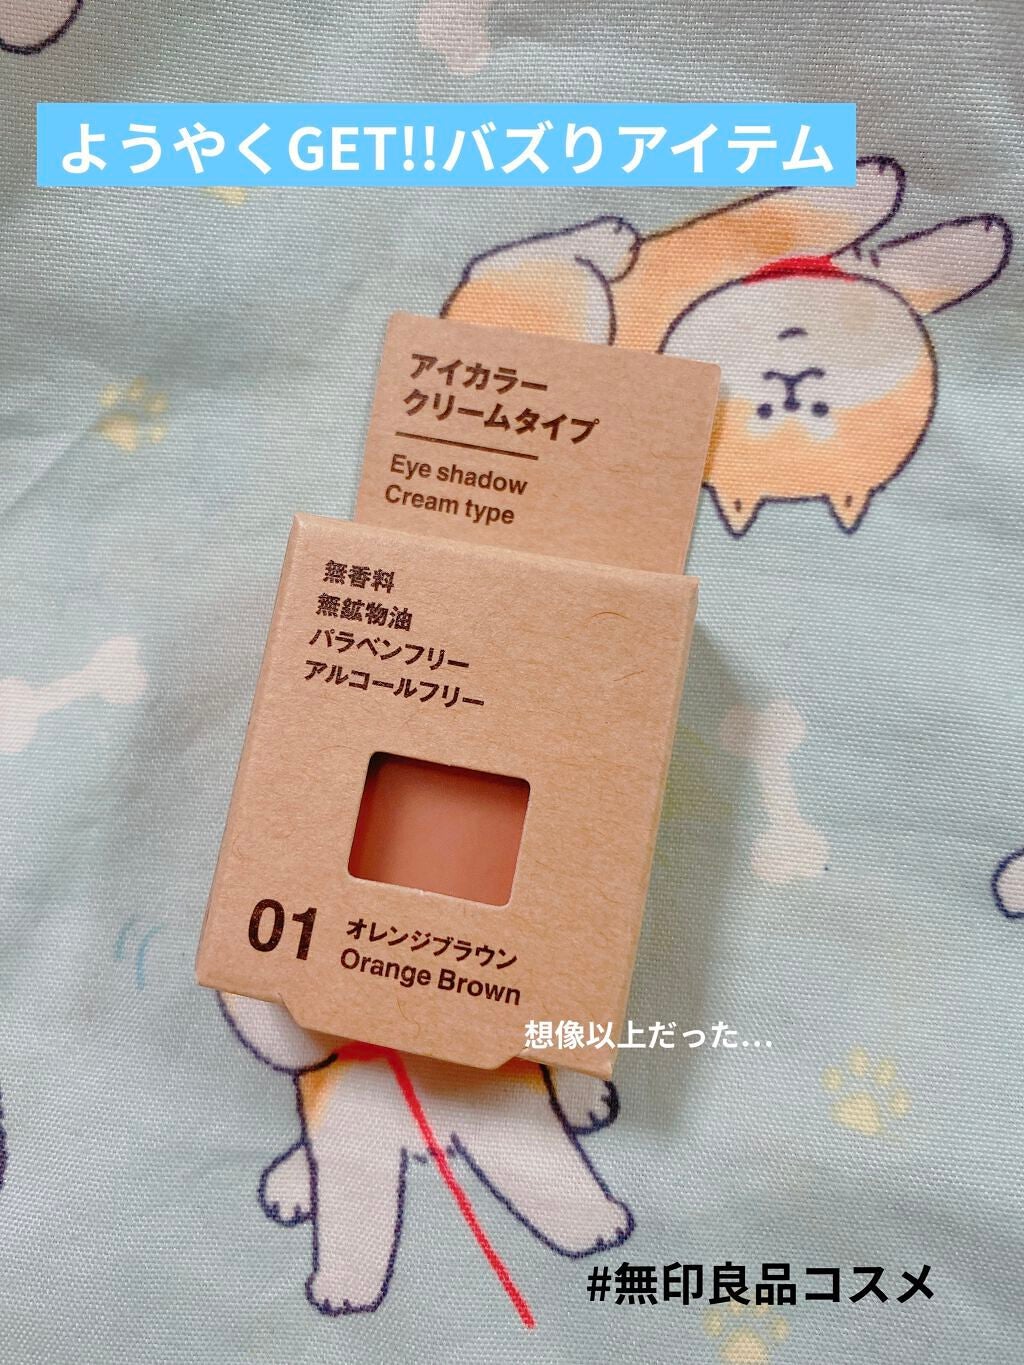 ようやくGET!!バズりアイテム
アイカラー
クリームタイプ
Eye shadow
Cream type
無香料
無鉱物油
パラベンフリー
アルコールフリー
01
オレンジブラウン
Orange Brown
想像以上だった…
#無印良品コスメ